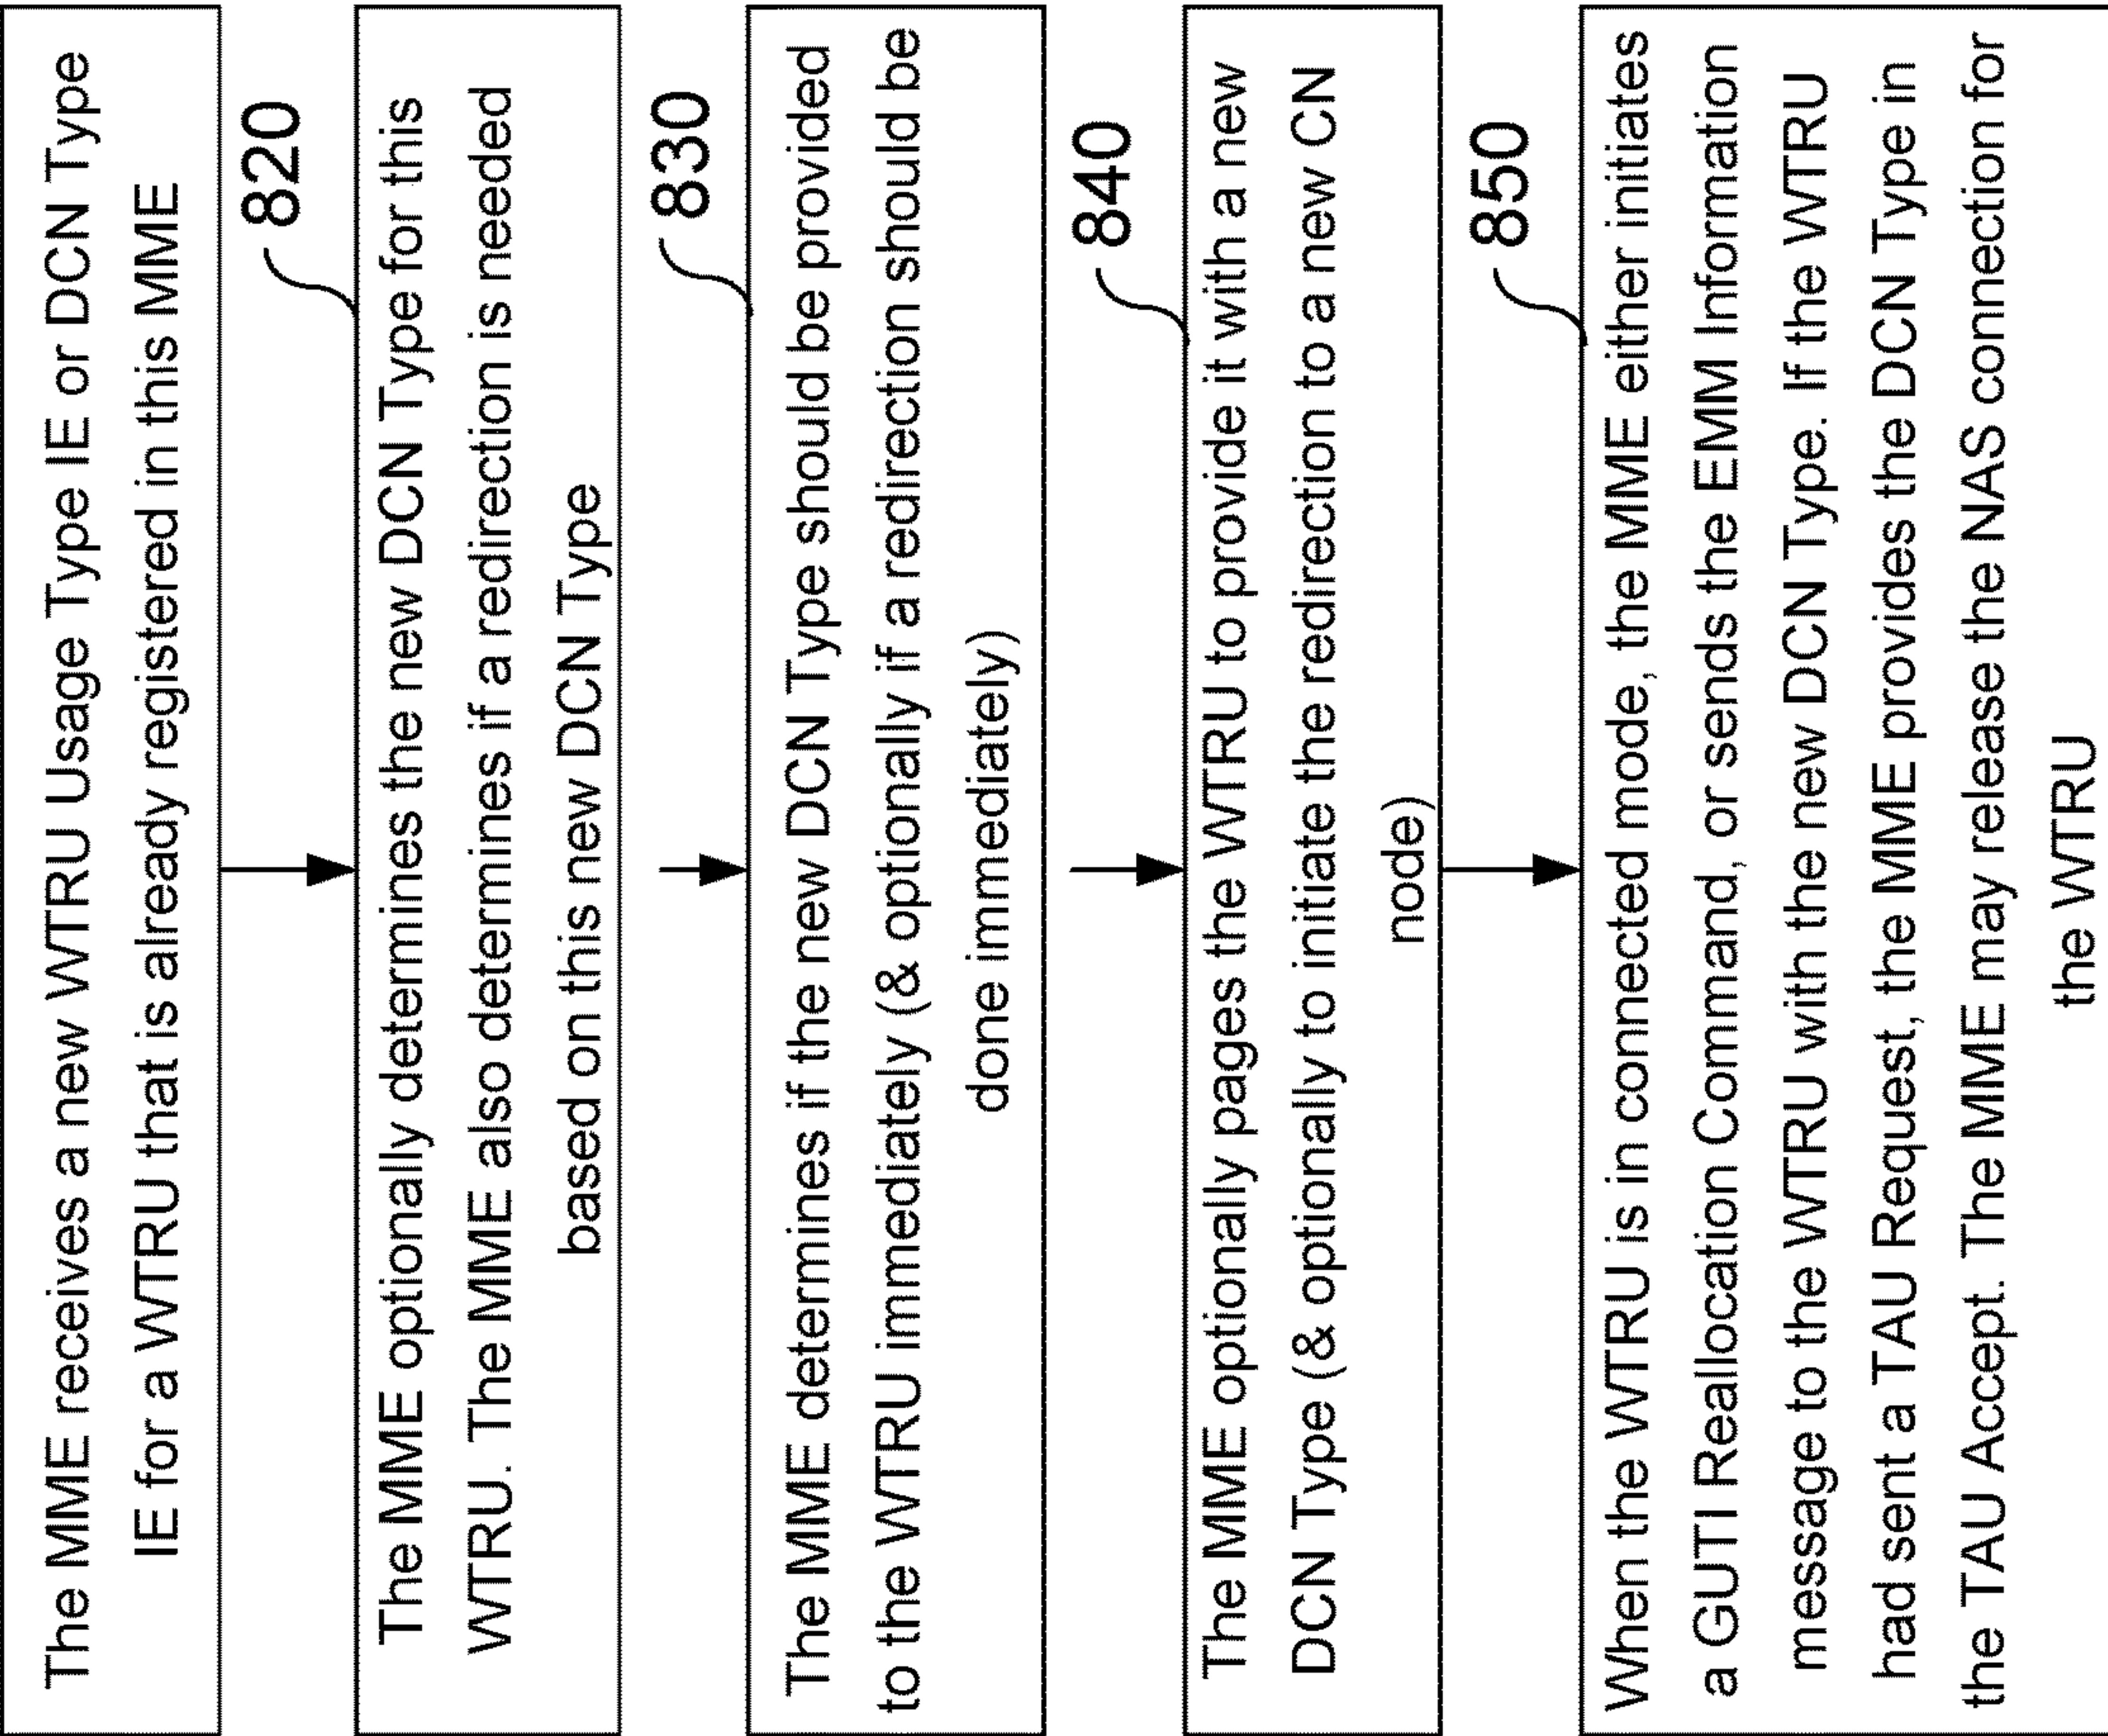 The MME receives a new WTRU Usage Type IE or DCN Type
IE for a WTRU that is already registered in this MME
820
The MME optionally determines the new DCN Type for this
WTRU. The MME also determines if a redirection is needed
based on this new DCN Type
830
The MME determines if the new DCN Type should be provided
to the WTRU immediately (& optionally if a redirection should be
done immediately)
840
The MME optionally pages the WTRU to provide it with a new
DCN Type (& optionally to initiate the redirection to a new CN
node)
850
When the WTRU is in connected mode, the MME either initiates
a GUTI Reallocation Command, or sends the EMM Information
message to the WTRU with the new DCN Type. If the WTRU
had sent a TAU Request, the MME provides the DCN Type in
the TAU Accept. The MME may release the NAS connection for
the WTRU